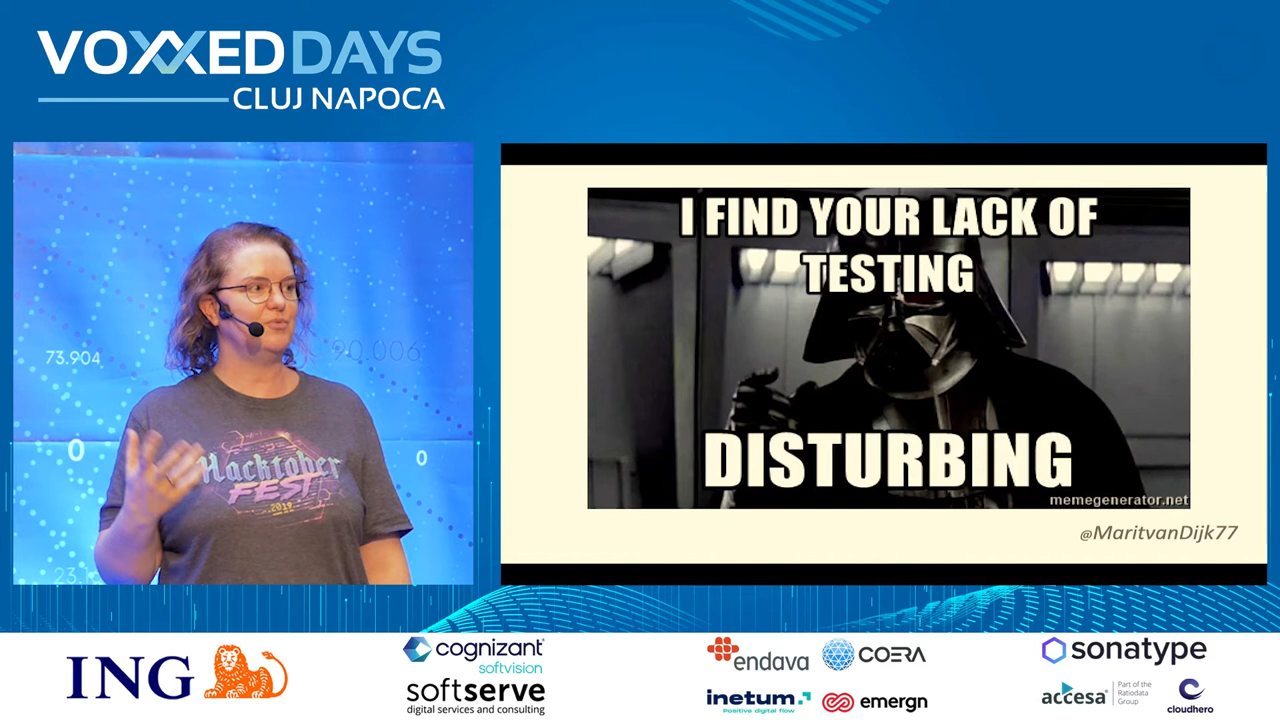 VOXXED DAYS
CLUJ NAPOCA
73.904
90.006
0
0
Hacktober
FEST
2019
I FIND YOUR LACK OF
TESTING
DISTURBING
memegenerator.net
@MaritvanDijk77
ING
cognizant
softvision
softserve
digital services and consulting
endava
COERA
inetum.
Positive digital flow
emergn
sonatype
accesa
Part of the
Ratiodata
Group
cloudhero